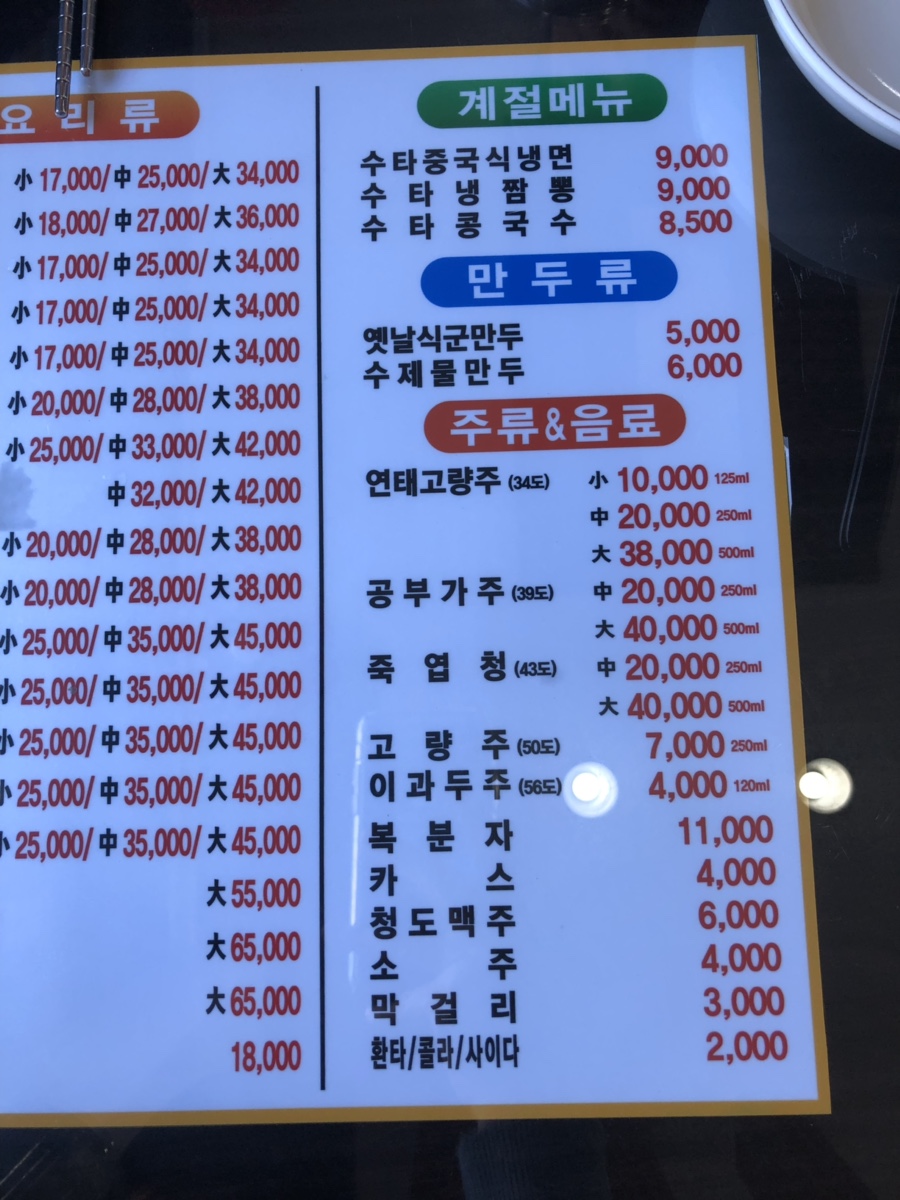 요리류
小 17,000/ 中 25,000/ 大 34,000
小 18,000/ 中 27,000/ 大 36,000
小 17,000/ 中 25,000/ 大 34,000
小 17,000/ 中 25,000/ 大 34,000
小 17,000/ 中 25,000/ 大 34,000
小 20,000/ 中 28,000/ 大 38,000
小 25,000/ 中 33,000/ 大 42,000
中 32,000/ 大 42,000
小 20,000/ 中 28,000/ 大 38,000
小 20,000/ 中 28,000/ 大 38,000
小 25,000/ 中 35,000/ 大 45,000
小 25,000/ 中 35,000/ 大 45,000
小 25,000/ 中 35,000/ 大 45,000
小 25,000/ 中 35,000/ 大 45,000
小 25,000/ 中 35,000/ 大 45,000
大 55,000
大 65,000
大 65,000
18,000
계절메뉴
수타중국식냉면 9,000
수타냉짬뽕 9,000
수타콩국수 8,500
만두류
옛날식군만두 5,000
수제물만두 6,000
주류&음료
연태고량주 (34도) 小 10,000 125ml
中 20,000 250ml
大 38,000 500ml
공부가주 (39도) 中 20,000 250ml
大 40,000 500ml
죽엽청 (43도) 中 20,000 250ml
大 40,000 500ml
고량주 (50도) 7,000 250ml
이과두주 (56도) 4,000 120ml
복분자 11,000
카스 4,000
청도맥주 6,000
소주 4,000
막걸리 3,000
환타/콜라/사이다 2,000